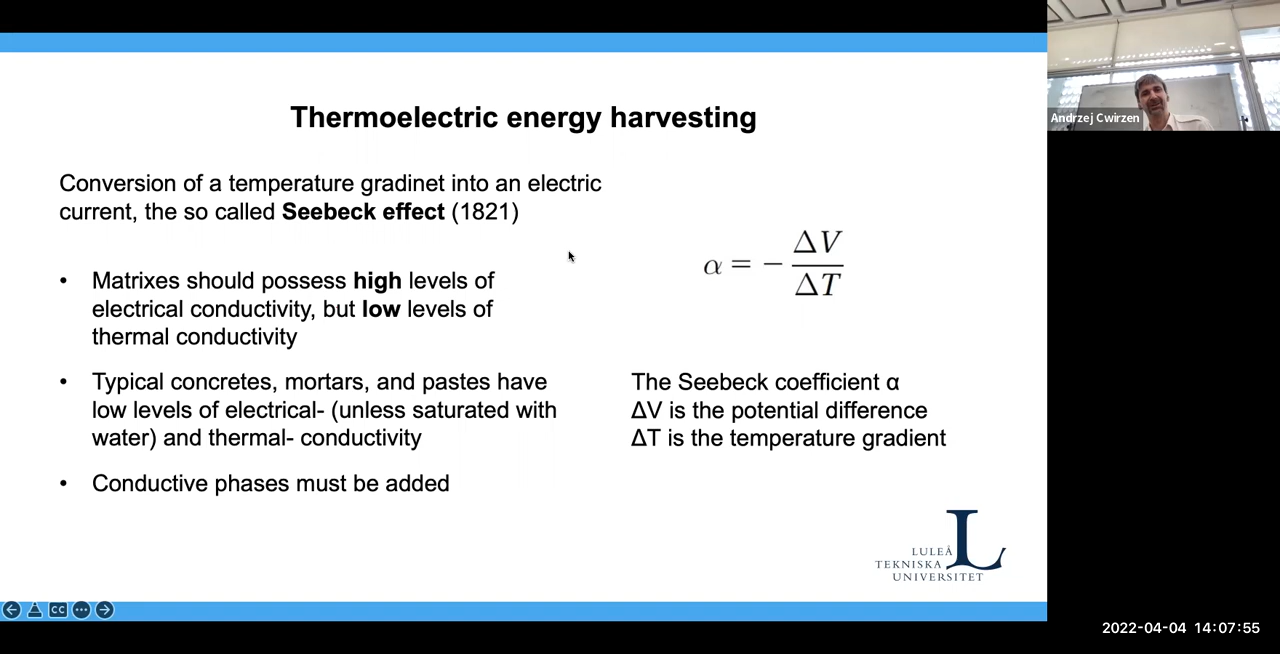 Thermoelectric energy harvesting
Conversion of a temperature gradinet into an electric
current, the so called Seebeck effect (1821)
• Matrixes should possess high levels of
electrical conductivity, but low levels of
thermal conductivity
• Typical concretes, mortars, and pastes have
low levels of electrical- (unless saturated with
water) and thermal- conductivity
• Conductive phases must be added
α = − ΔV / ΔT
The Seebeck coefficient α
ΔV is the potential difference
ΔT is the temperature gradient
LULEÅ
TEKNISKA
UNIVERSITET
L
CC
Andrzej Cwirzen
2022-04-04 14:07:55